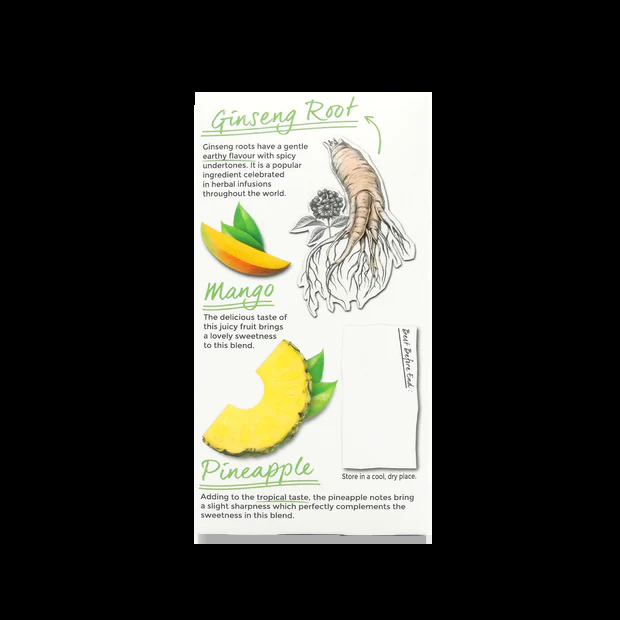 Ginseng Root
Ginseng roots have a gentle
earthy flavour with spicy
undertones. It is a popular
ingredient celebrated
in herbal infusions
throughout the world.
Mango
The delicious taste of
this juicy fruit brings
a lovely sweetness
to this blend.
Best Before End:
Store in a cool, dry place.
Pineapple
Adding to the tropical taste, the pineapple notes bring
a slight sharpness which perfectly complements the
sweetness in this blend.